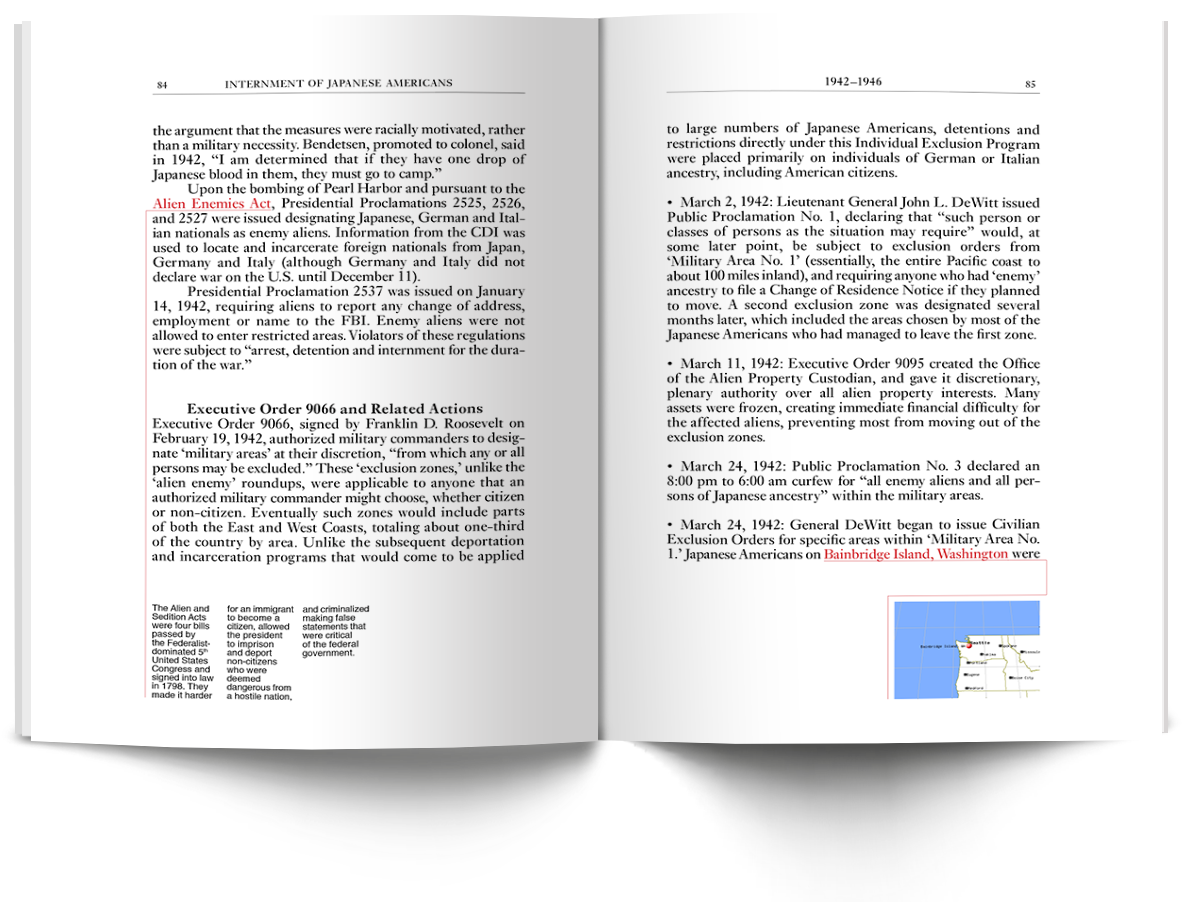 84
INTERNMENT OF JAPANESE AMERICANS
the argument that the measures were racially motivated, rather
than a military necessity. Bendetsen, promoted to colonel, said
in 1942, “I am determined that if they have one drop of
Japanese blood in them, they must go to camp.”
Upon the bombing of Pearl Harbor and pursuant to the
Alien Enemies Act, Presidential Proclamations 2525, 2526,
and 2527 were issued designating Japanese, German and Ital-
ian nationals as enemy aliens. Information from the CDI was
used to locate and incarcerate foreign nationals from Japan,
Germany and Italy (although Germany and Italy did not
declare war on the U.S. until December 11).
Presidential Proclamation 2537 was issued on January
14, 1942, requiring aliens to report any change of address,
employment or name to the FBI. Enemy aliens were not
allowed to enter restricted areas. Violators of these regulations
were subject to “arrest, detention and internment for the dura-
tion of the war.”
Executive Order 9066 and Related Actions
Executive Order 9066, signed by Franklin D. Roosevelt on
February 19, 1942, authorized military commanders to desig-
nate ‘military areas’ at their discretion, “from which any or all
persons may be excluded.” These ‘exclusion zones,’ unlike the
‘alien enemy’ roundups, were applicable to anyone that an
authorized military commander might choose, whether citizen
or non-citizen. Eventually such zones would include parts
of both the East and West Coasts, totaling about one-third
of the country by area. Unlike the subsequent deportation
and incarceration programs that would come to be applied
The Alien and
Sedition Acts
were four bills
passed by
the Federalist-
dominated 5th
United States
Congress and
signed into law
in 1798. They
made it harder
for an immigrant
to become a
citizen, allowed
the president
to imprison
and deport
non-citizens
who were
deemed
dangerous from
a hostile nation,
and criminalized
making false
statements that
were critical
of the federal
government.
1942–1946
85
to large numbers of Japanese Americans, detentions and
restrictions directly under this Individual Exclusion Program
were placed primarily on individuals of German or Italian
ancestry, including American citizens.
• March 2, 1942: Lieutenant General John L. DeWitt issued
Public Proclamation No. 1, declaring that “such person or
classes of persons as the situation may require” would, at
some later point, be subject to exclusion orders from
‘Military Area No. 1’ (essentially, the entire Pacific coast to
about 100 miles inland), and requiring anyone who had ‘enemy’
ancestry to file a Change of Residence Notice if they planned
to move. A second exclusion zone was designated several
months later, which included the areas chosen by most of the
Japanese Americans who had managed to leave the first zone.
• March 11, 1942: Executive Order 9095 created the Office
of the Alien Property Custodian, and gave it discretionary,
plenary authority over all alien property interests. Many
assets were frozen, creating immediate financial difficulty for
the affected aliens, preventing most from moving out of the
exclusion zones.
• March 24, 1942: Public Proclamation No. 3 declared an
8:00 pm to 6:00 am curfew for “all enemy aliens and all per-
sons of Japanese ancestry” within the military areas.
• March 24, 1942: General DeWitt began to issue Civilian
Exclusion Orders for specific areas within ‘Military Area No.
1.’ Japanese Americans on Bainbridge Island, Washington were
Seattle
Bainbridge Island